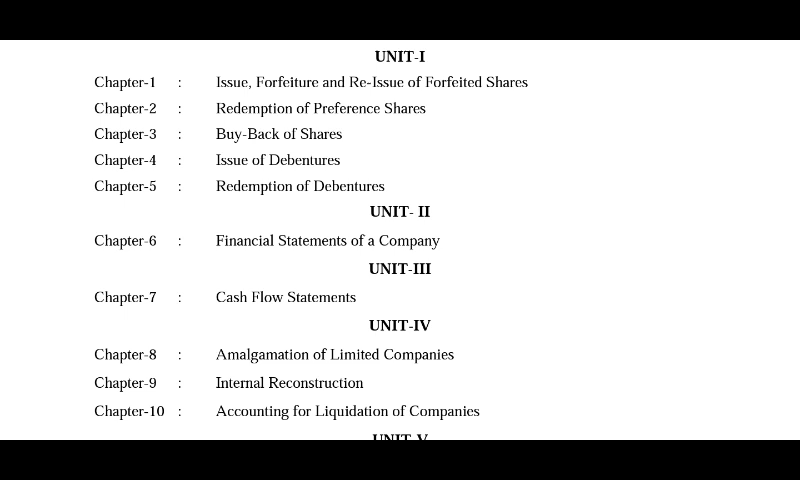 UNIT-I
Chapter-1 : Issue, Forfeiture and Re-Issue of Forfeited Shares
Chapter-2 : Redemption of Preference Shares
Chapter-3 : Buy-Back of Shares
Chapter-4 : Issue of Debentures
Chapter-5 : Redemption of Debentures
UNIT- II
Chapter-6 : Financial Statements of a Company
UNIT-III
Chapter-7 : Cash Flow Statements
UNIT-IV
Chapter-8 : Amalgamation of Limited Companies
Chapter-9 : Internal Reconstruction
Chapter-10 : Accounting for Liquidation of Companies
UNIT-V